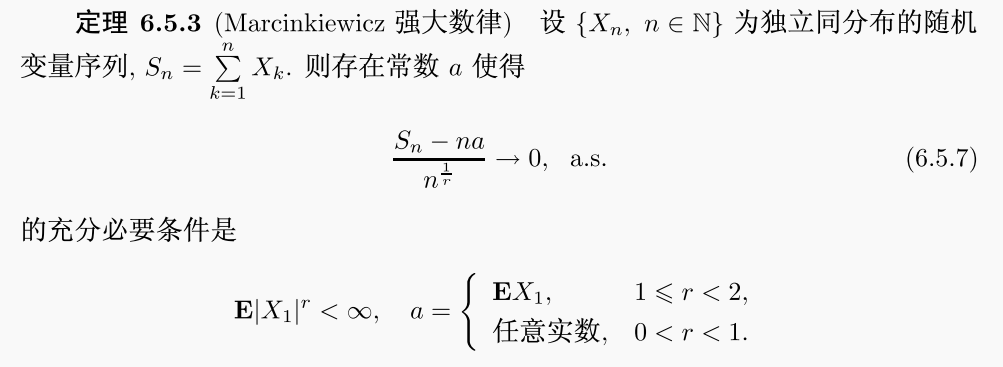 定理 6.5.3 (Marcinkiewicz 强大数律) 设 $\{X_n, n \in \mathbb{N}\}$ 为独立同分布的随机
变量序列, $S_n = \sum\limits_{k=1}^{n} X_k$. 则存在常数 $a$ 使得
$\frac{S_n - na}{n^{\frac{1}{r}}} \to 0, \text{ a.s.}$ (6.5.7)
的充分必要条件是
$\mathbf{E}|X_1|^r < \infty, \quad a = \begin{cases} \mathbf{E}X_1, & 1 \leqslant r < 2, \\ \text{任意实数}, & 0 < r < 1. \end{cases}$